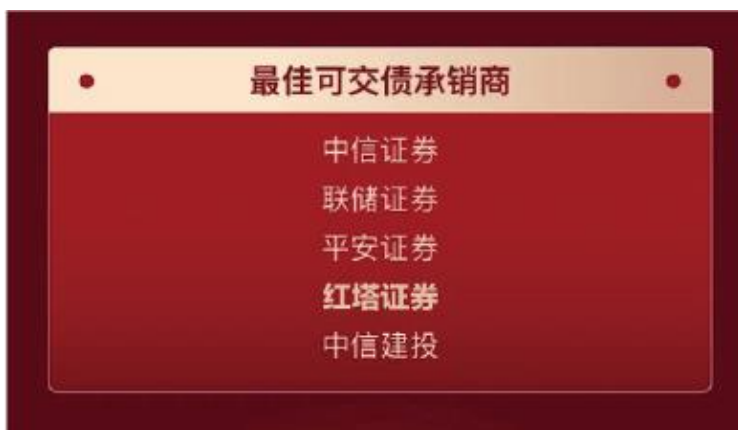 最佳可交债承销商
中信证券
联储证券
平安证券
红塔证券
中信建投